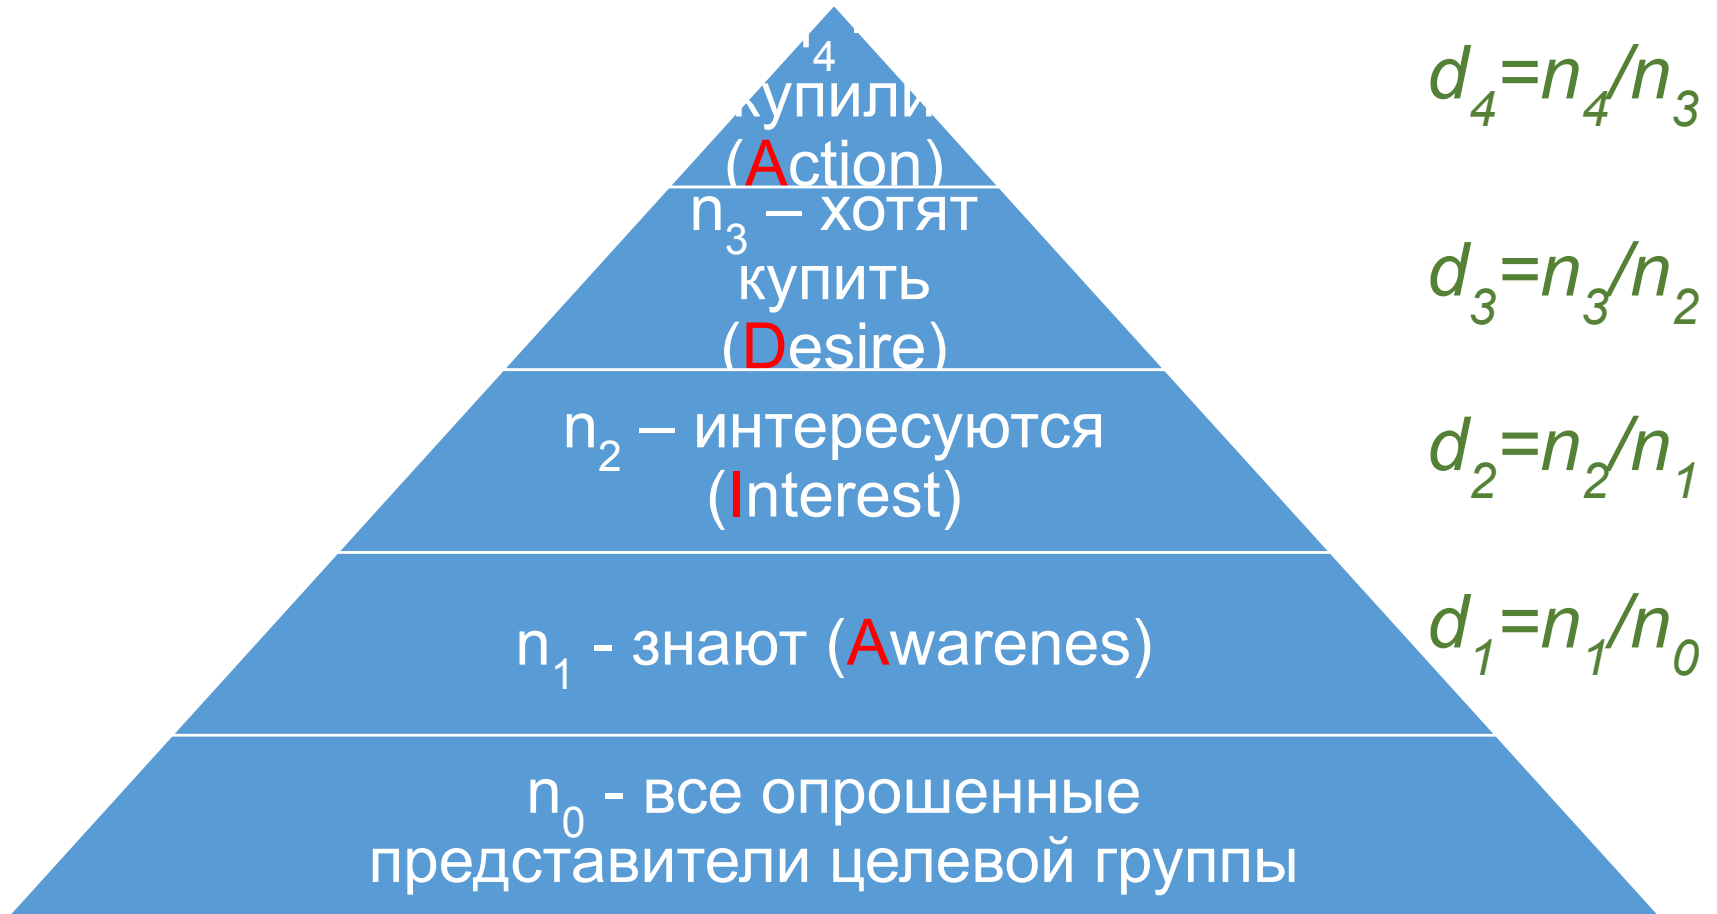 n4
купили
(Action)
n3 – хотят
купить
(Desire)
n2 – интересуются
(Interest)
n1 - знают (Awarenes)
n0 - все опрошенные
представители целевой группы
d4=n4/n3
d3=n3/n2
d2=n2/n1
d1=n1/n0